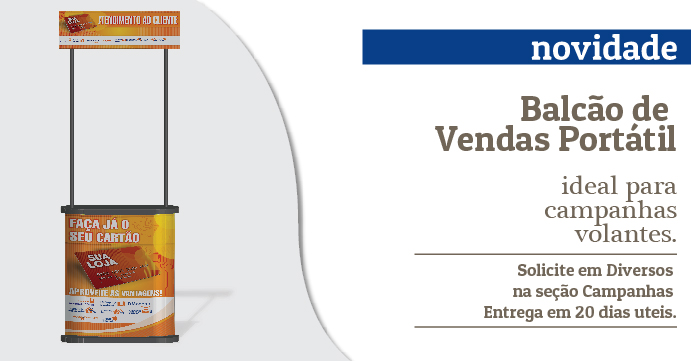 ATENDIMENTO AO CLIENTE
FAÇA JÁ O
SEU CARTÃO
SUA
LOJA
APROVEITE AS VANTAGENS!
novidade
Balcão de
Vendas Portátil
ideal para
campanhas
volantes.
Solicite em Diversos
na seção Campanhas
Entrega em 20 dias uteis.